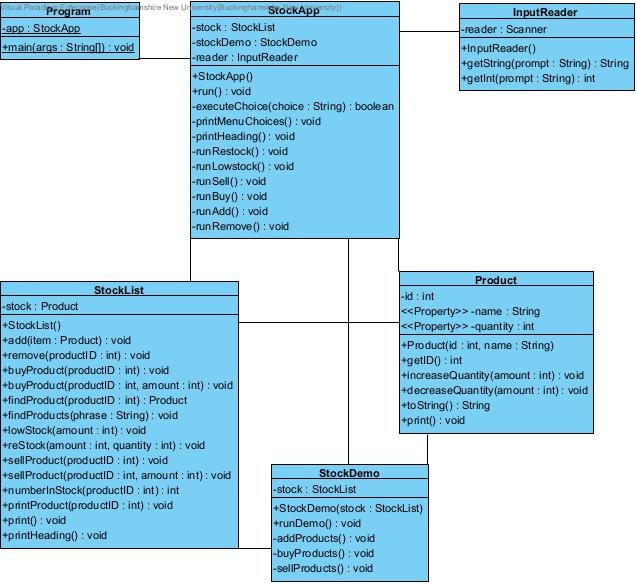 Visual Paradigm Enterprise(Buckinghamshire New University(Buckinghamshire New University))
Program
-app : StockApp
+main(args : String[]) : void
StockApp
-stock : StockList
-stockDemo : StockDemo
-reader : InputReader
+StockApp()
+run() : void
-executeChoice(choice : String) : boolean
-printMenuChoices() : void
-printHeading() : void
-runRestock() : void
-runLowstock() : void
-runSell() : void
-runBuy() : void
-runAdd() : void
-runRemove() : void
InputReader
-reader : Scanner
+InputReader()
+getString(prompt : String) : String
+getInt(prompt : String) : int
StockList
-stock : Product
+StockList()
+add(item : Product) : void
+remove(productID : int) : void
+buyProduct(productID : int) : void
+buyProduct(productID : int, amount : int) : void
+findProduct(productID : int) : Product
+findProducts(phrase : String) : void
+lowStock(amount : int) : void
+reStock(amount : int, quantity : int) : void
+sellProduct(productID : int) : void
+sellProduct(productID : int, amount : int) : void
+numberInStock(productID : int) : int
+printProduct(productID : int) : void
+print() : void
+printHeading() : void
Product
-id : int
<<Property>> -name : String
<<Property>> -quantity : int
+Product(id : int, name : String)
+getID() : int
+increaseQuantity(amount : int) : void
+decreaseQuantity(amount : int) : void
+toString() : String
+print() : void
StockDemo
-stock : StockList
+StockDemo(stock : StockList)
+runDemo() : void
-addProducts() : void
-buyProducts() : void
-sellProducts() : void